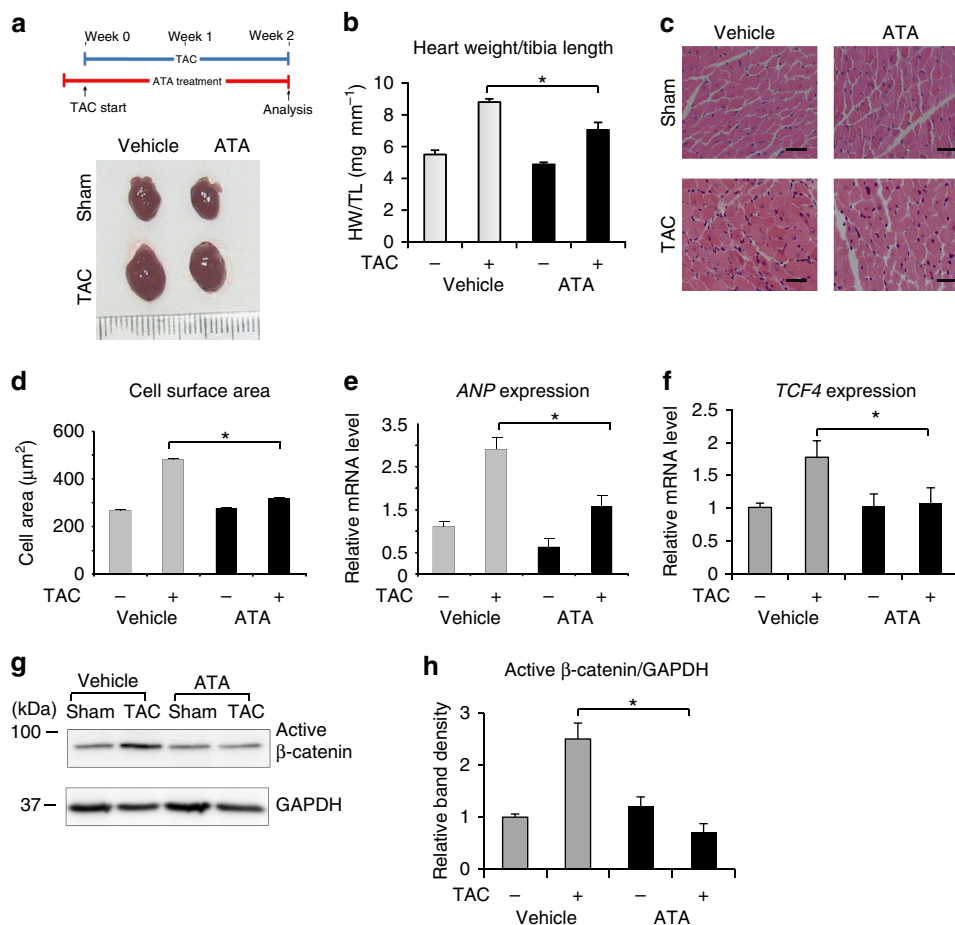 a
Week 0 Week 1 Week 2
TAC
ATA treatment
TAC start Analysis
Vehicle ATA
Sham
TAC
b
Heart weight/tibia length
HW/TL (mg mm⁻¹)
10
8
6
4
2
0
*
TAC – + – +
Vehicle ATA
c
Vehicle ATA
Sham
TAC
d
Cell surface area
Cell area (μm²)
600
400
200
0
*
TAC – + – +
Vehicle ATA
e
ANP expression
Relative mRNA level
3.5
2.5
1.5
0.5
*
TAC – + – +
Vehicle ATA
f
TCF4 expression
Relative mRNA level
2.5
2
1.5
1
0.5
0
*
TAC – + – +
Vehicle ATA
g
Vehicle ATA
(kDa) Sham TAC Sham TAC
100
Active
β-catenin
37
GAPDH
h
Active β-catenin/GAPDH
Relative band density
3
2
1
0
*
TAC – + – +
Vehicle ATA